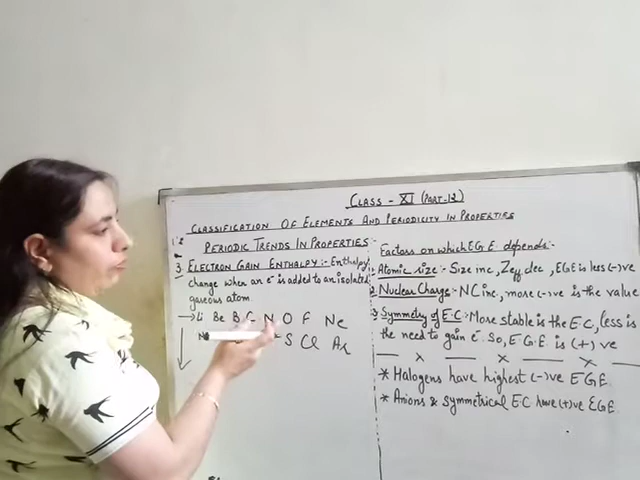 CLASS - XI (PART-12)
CLASSIFICATION OF ELEMENTS AND PERIODICITY IN PROPERTIES
PERIODIC TRENDS IN PROPERTIES -
3. ELECTRON GAIN ENTHALPY :- Enthalpy
change when an e⁻ is added to an isolated
gaseous atom.
→ Li Be B C N O F Ne
S Cl Ar
Factors on which E.G.E. depends:-
1. Atomic size:- Size inc, Zeff dec, EGE is less (-)ve
2. Nuclear Charge:- NC inc, more (-)ve is the value
3. Symmetry of E.C:- More stable is the E.C, less is
the need to gain e⁻. So, E.G.E is (+)ve
— x — x — x —
* Halogens have highest (-)ve E.G.E.
* Anions & symmetrical E.C have (+)ve E.G.E.